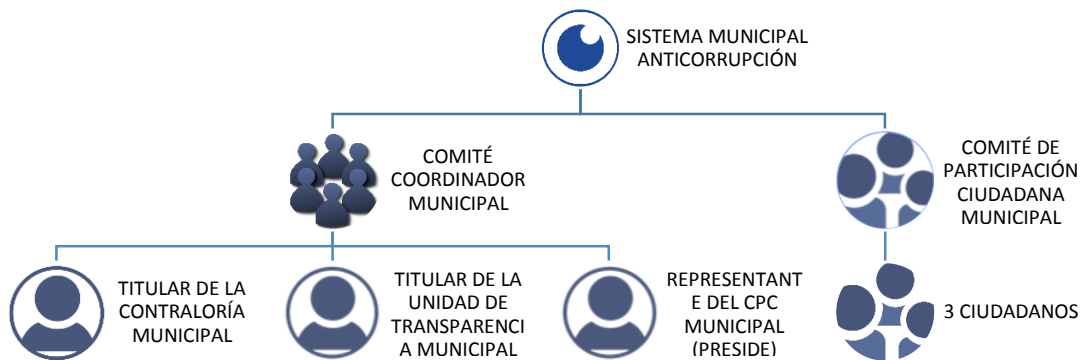 SISTEMA MUNICIPAL
ANTICORRUPCIÓN
COMITÉ
COORDINADOR
MUNICIPAL
COMITÉ DE
PARTICIPACIÓN
CIUDADANA
MUNICIPAL
TITULAR DE LA
CONTRALORÍA
MUNICIPAL
TITULAR DE LA
UNIDAD DE
TRANSPARENCI
A MUNICIPAL
REPRESENTANT
E DEL CPC
MUNICIPAL
(PRESIDE)
3 CIUDADANOS